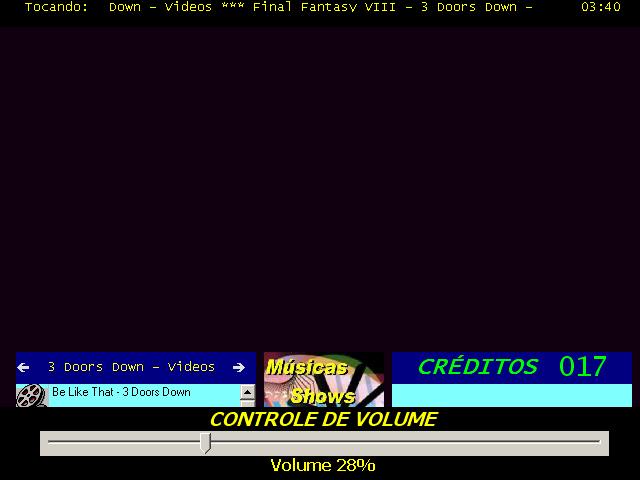 Tocando: Down - Videos *** Final Fantasy VIII - 3 Doors Down - 03:40
3 Doors Down - Videos
Músicas
Shows
CRÉDITOS 017
Be Like That - 3 Doors Down
CONTROLE DE VOLUME
Volume 28%